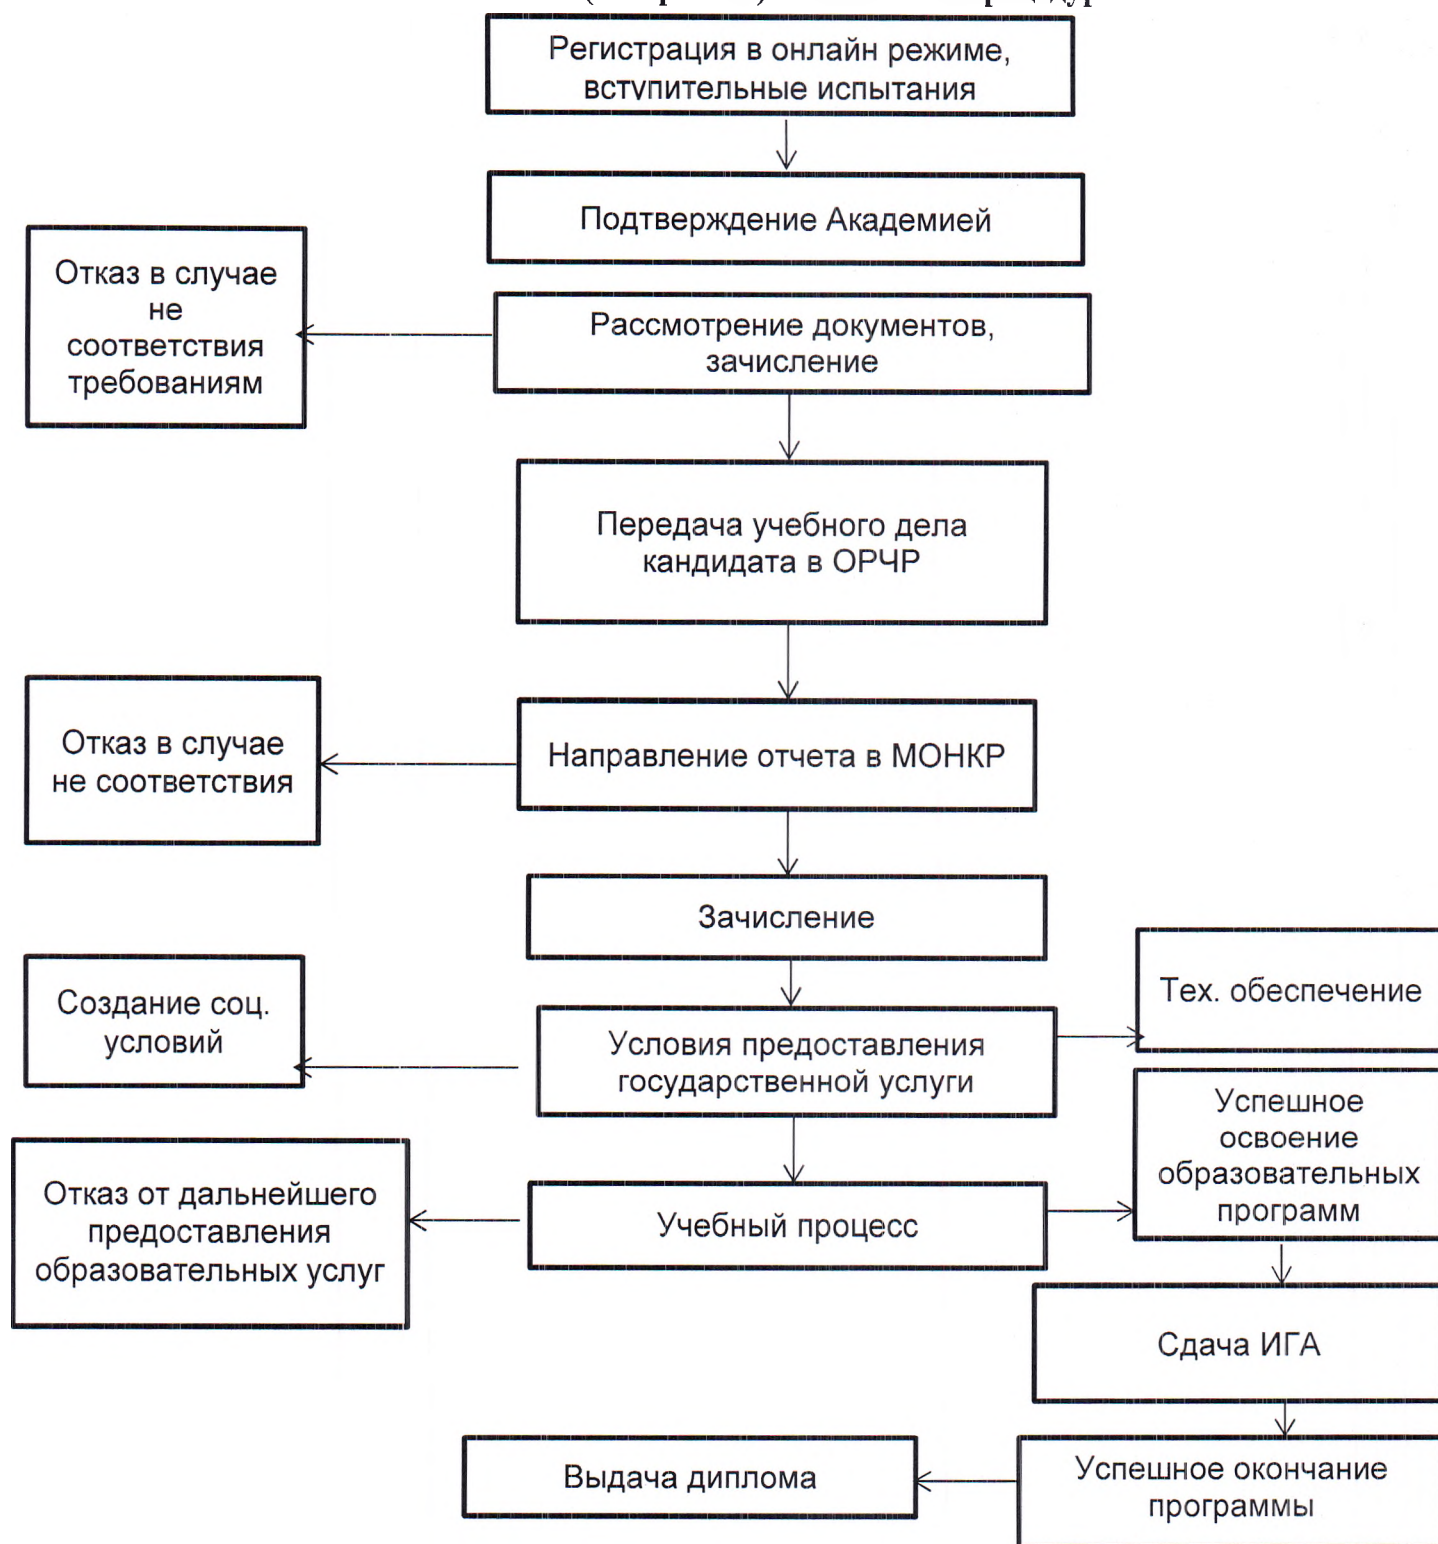 Регистрация в онлайн режиме,
вступительные испытания
Подтверждение Академией
Отказ в случае
не
соответствия
требованиям
Рассмотрение документов,
зачисление
Передача учебного дела
кандидата в ОРЧР
Отказ в случае
не соответствия
Направление отчета в МОНКР
Зачисление
Создание соц.
условий
Тех. обеспечение
Условия предоставления
государственной услуги
Успешное
освоение
образовательных
программ
Отказ от дальнейшего
предоставления
образовательных услуг
Учебный процесс
Сдача ИГА
Выдача диплома
Успешное окончание
программы